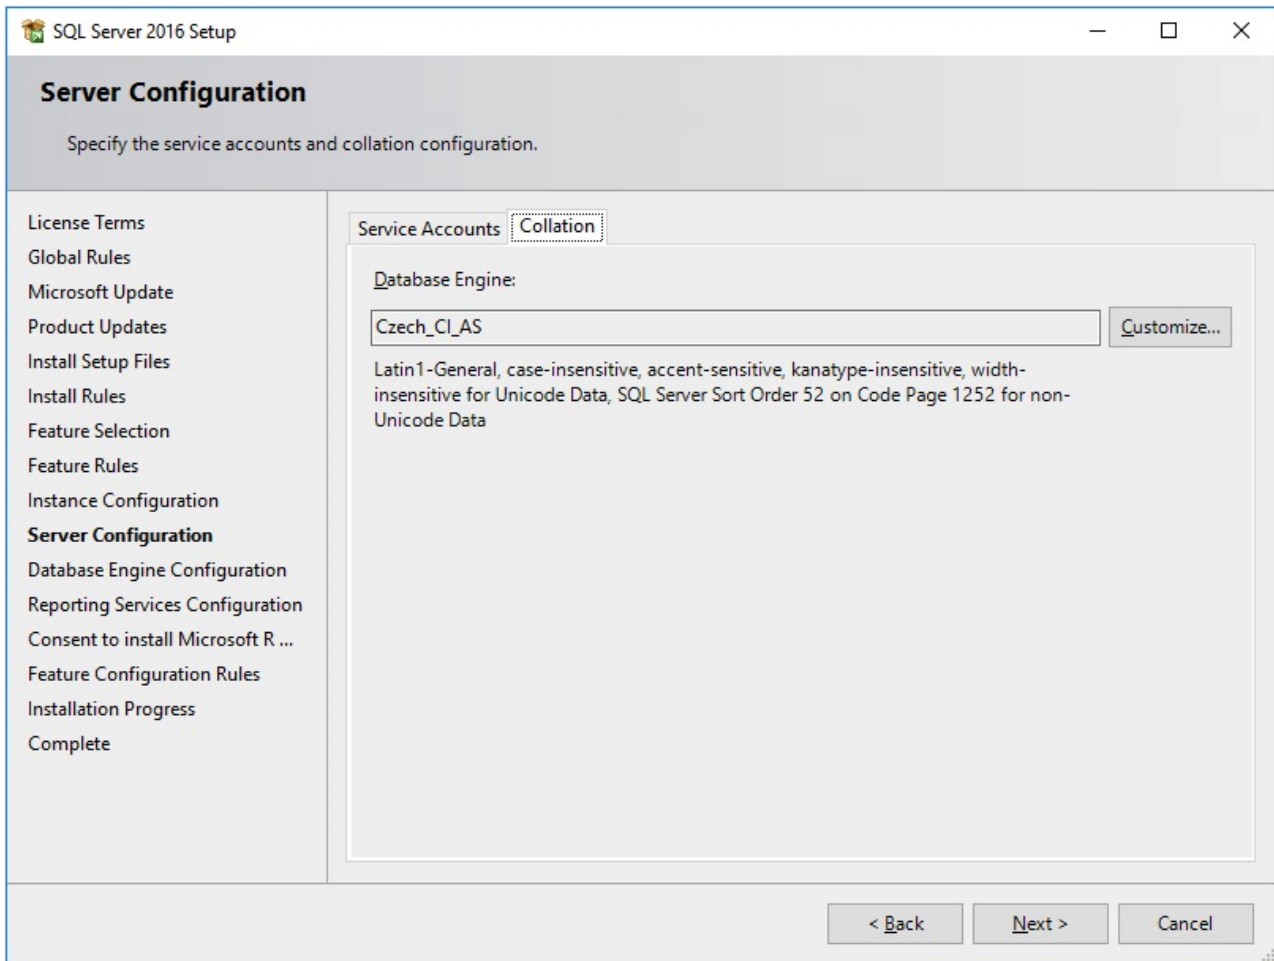 SQL Server 2016 Setup
Server Configuration
Specify the service accounts and collation configuration.
License Terms
Global Rules
Microsoft Update
Product Updates
Install Setup Files
Install Rules
Feature Selection
Feature Rules
Instance Configuration
Server Configuration
Database Engine Configuration
Reporting Services Configuration
Consent to install Microsoft R ...
Feature Configuration Rules
Installation Progress
Complete
Service Accounts
Collation
Database Engine:
Czech_CI_AS
Customize...
Latin1-General, case-insensitive, accent-sensitive, kanatype-insensitive, width-
insensitive for Unicode Data, SQL Server Sort Order 52 on Code Page 1252 for non-
Unicode Data
< Back
Next >
Cancel